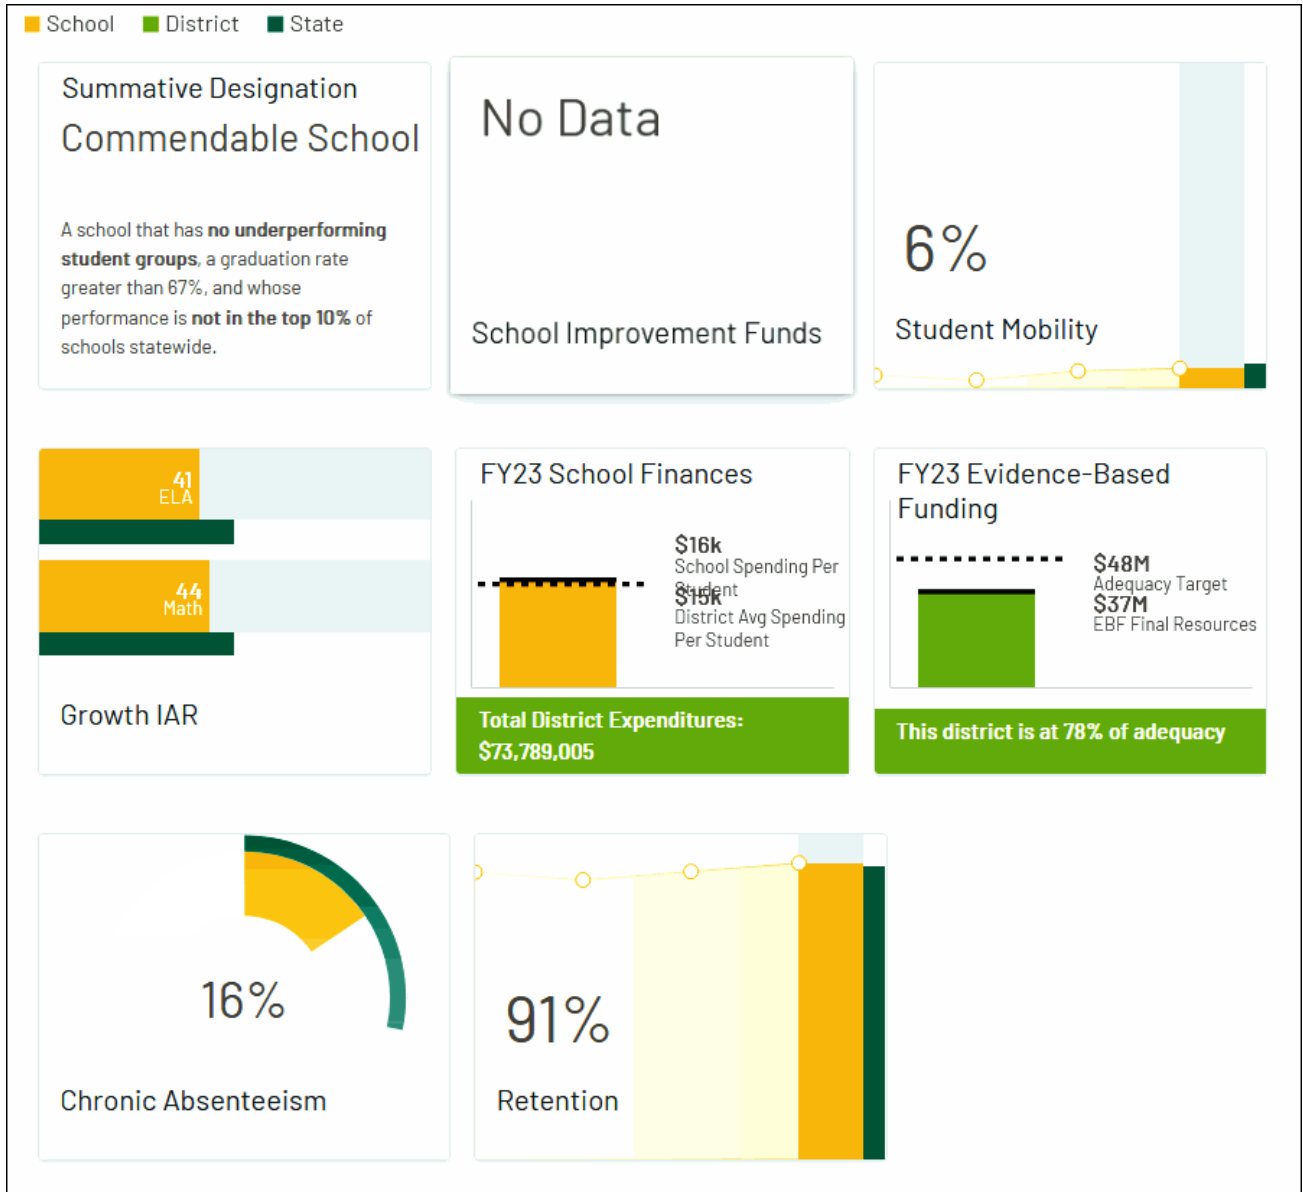 School District State
Summative Designation
Commendable School
A school that has no underperforming
student groups, a graduation rate
greater than 67%, and whose
performance is not in the top 10% of
schools statewide.
No Data
School Improvement Funds
6%
Student Mobility
41
ELA
44
Math
Growth IAR
FY23 School Finances
$16k
School Spending Per
Student
$15k
District Avg Spending
Per Student
Total District Expenditures:
$73,789,005
FY23 Evidence-Based
Funding
$48M
Adequacy Target
$37M
EBF Final Resources
This district is at 78% of adequacy
16%
Chronic Absenteeism
91%
Retention